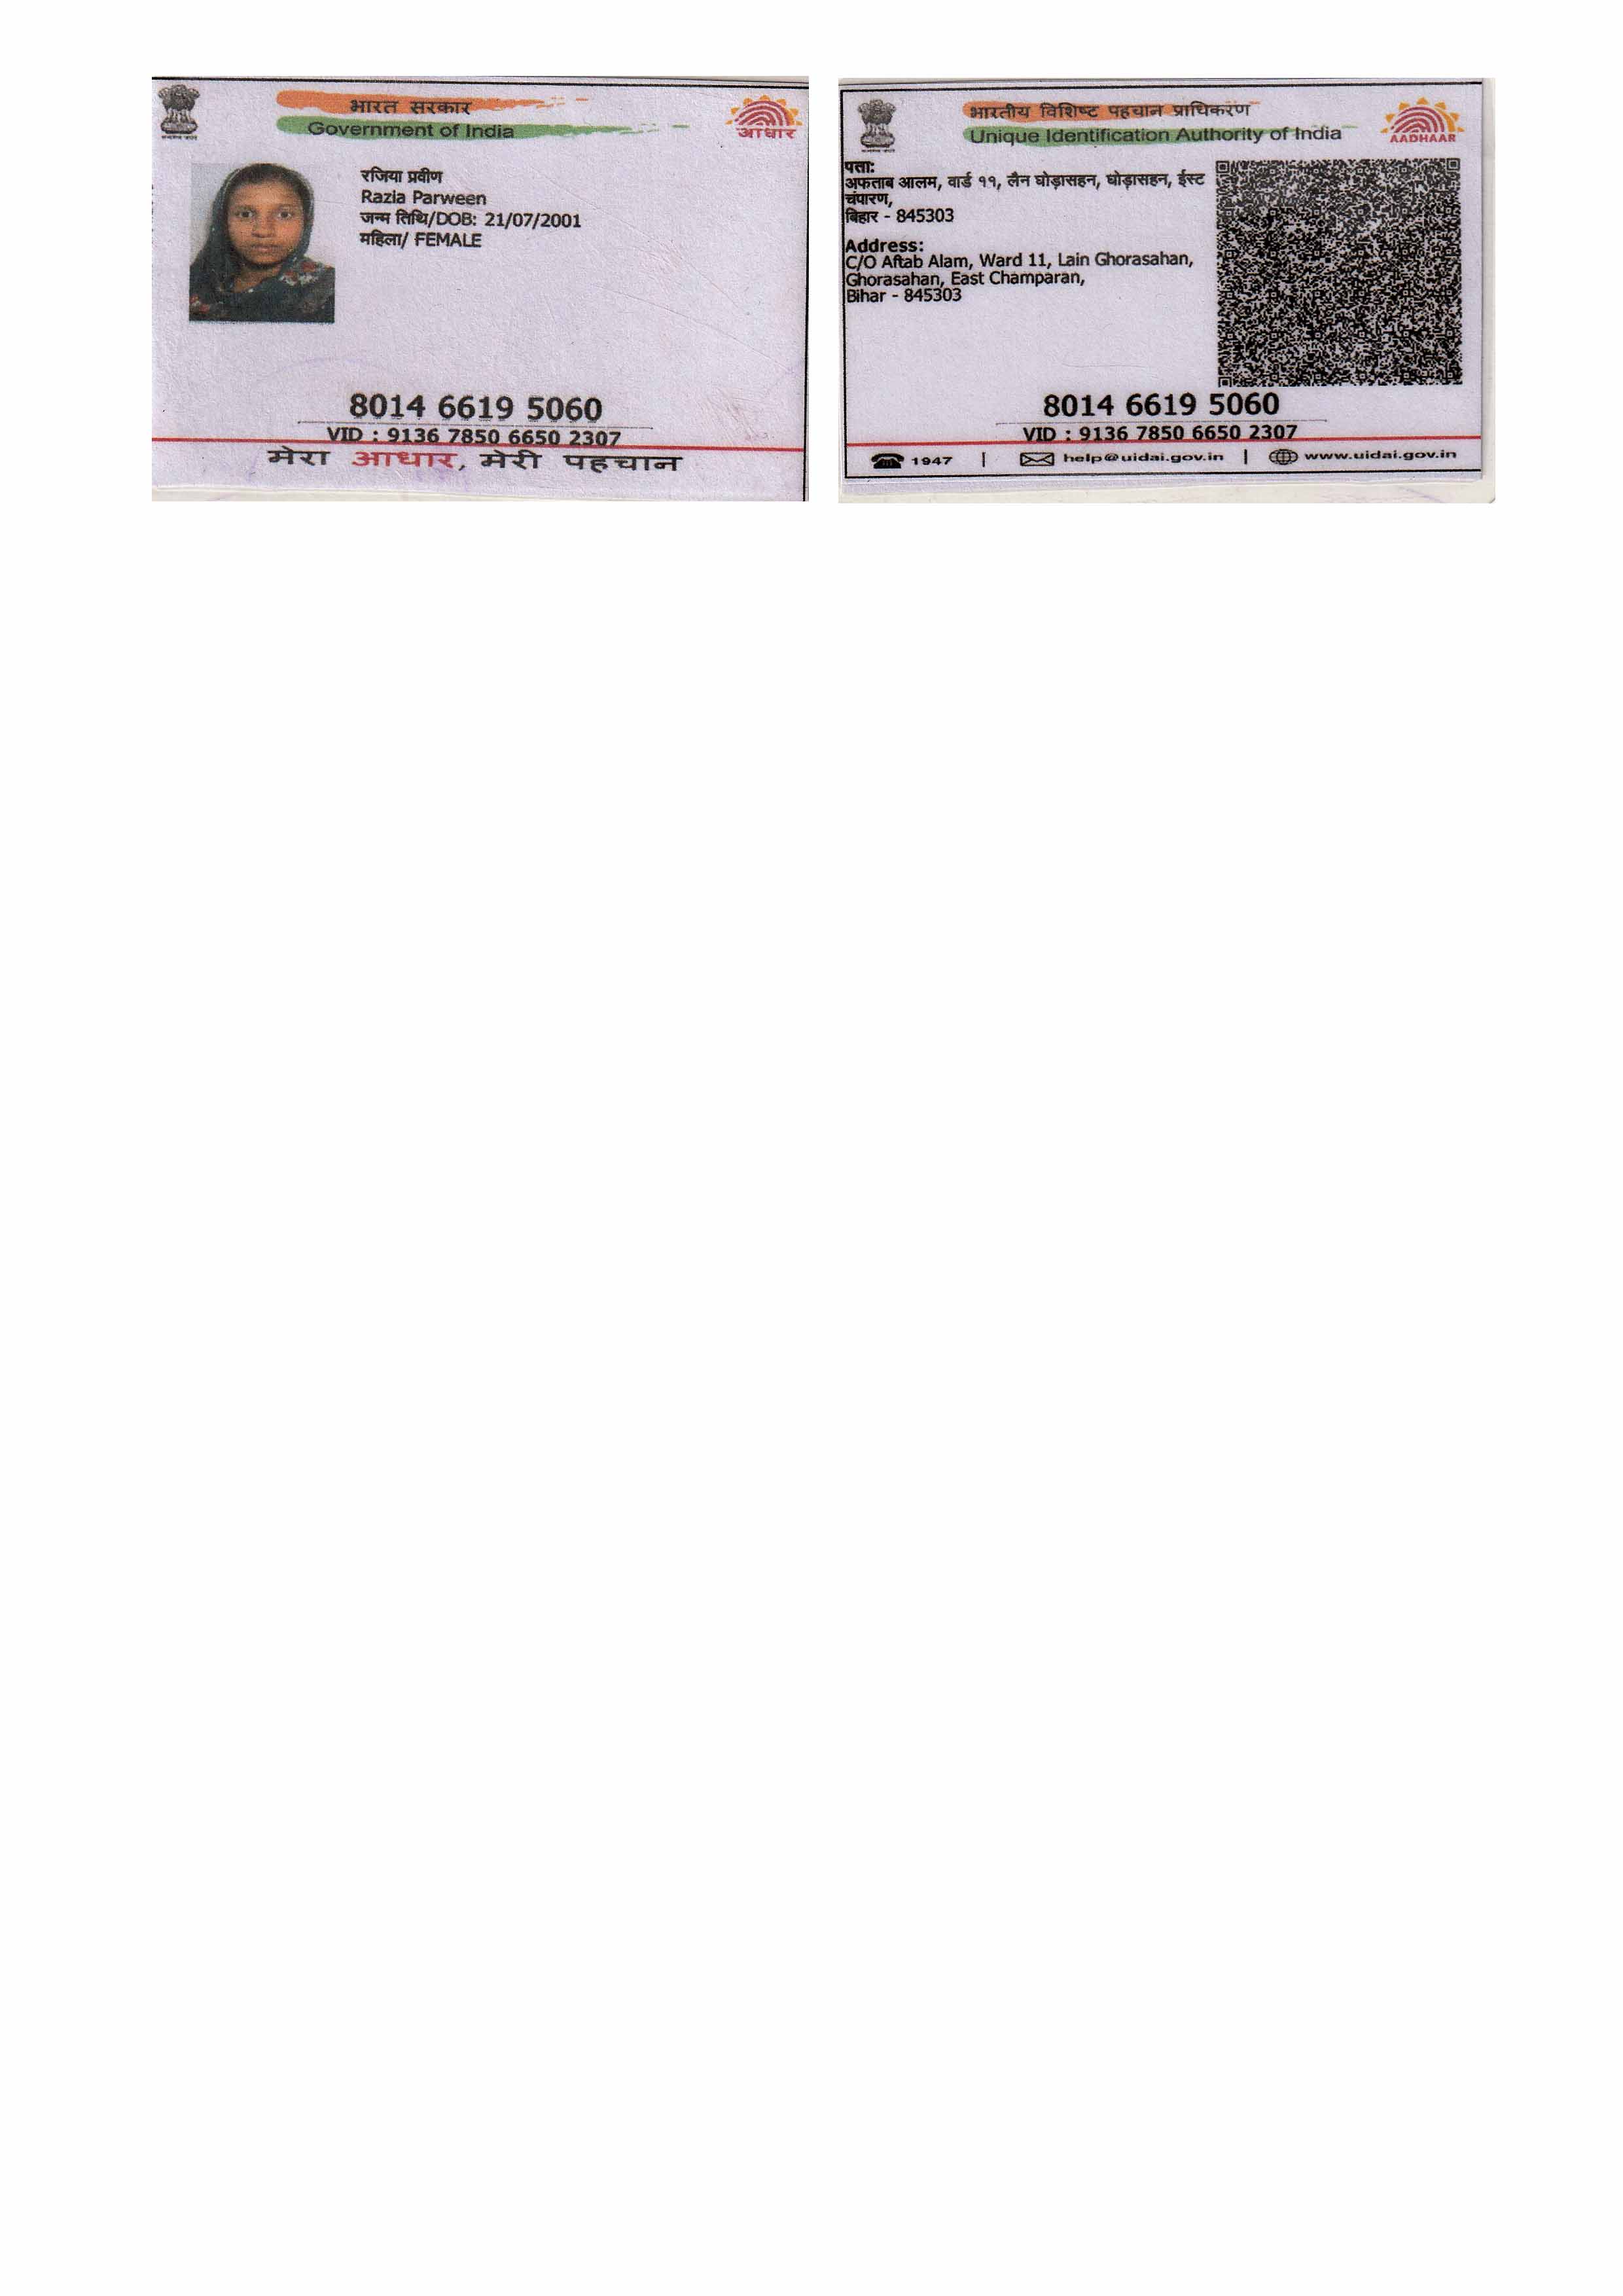 भारत सरकार
Government of India
आधार
रजिया प्रवीण
Razia Parween
जन्म तिथि/DOB: 21/07/2001
महिला/ FEMALE
8014 6619 5060
VID : 9136 7850 6650 2307
मेरा आधार, मेरी पहचान
भारतीय विशिष्ट पहचान प्राधिकरण
Unique Identification Authority of India
AADHAAR
पता:
अफताब आलम, वार्ड ११, लैन घोड़ासहन, घोड़ासहन, ईस्ट
चंपारण,
बिहार - 845303
Address:
C/O Aftab Alam, Ward 11, Lain Ghorasahan,
Ghorasahan, East Champaran,
Bihar - 845303
8014 6619 5060
VID : 9136 7850 6650 2307
1947 | help@uidai.gov.in | www.uidai.gov.in